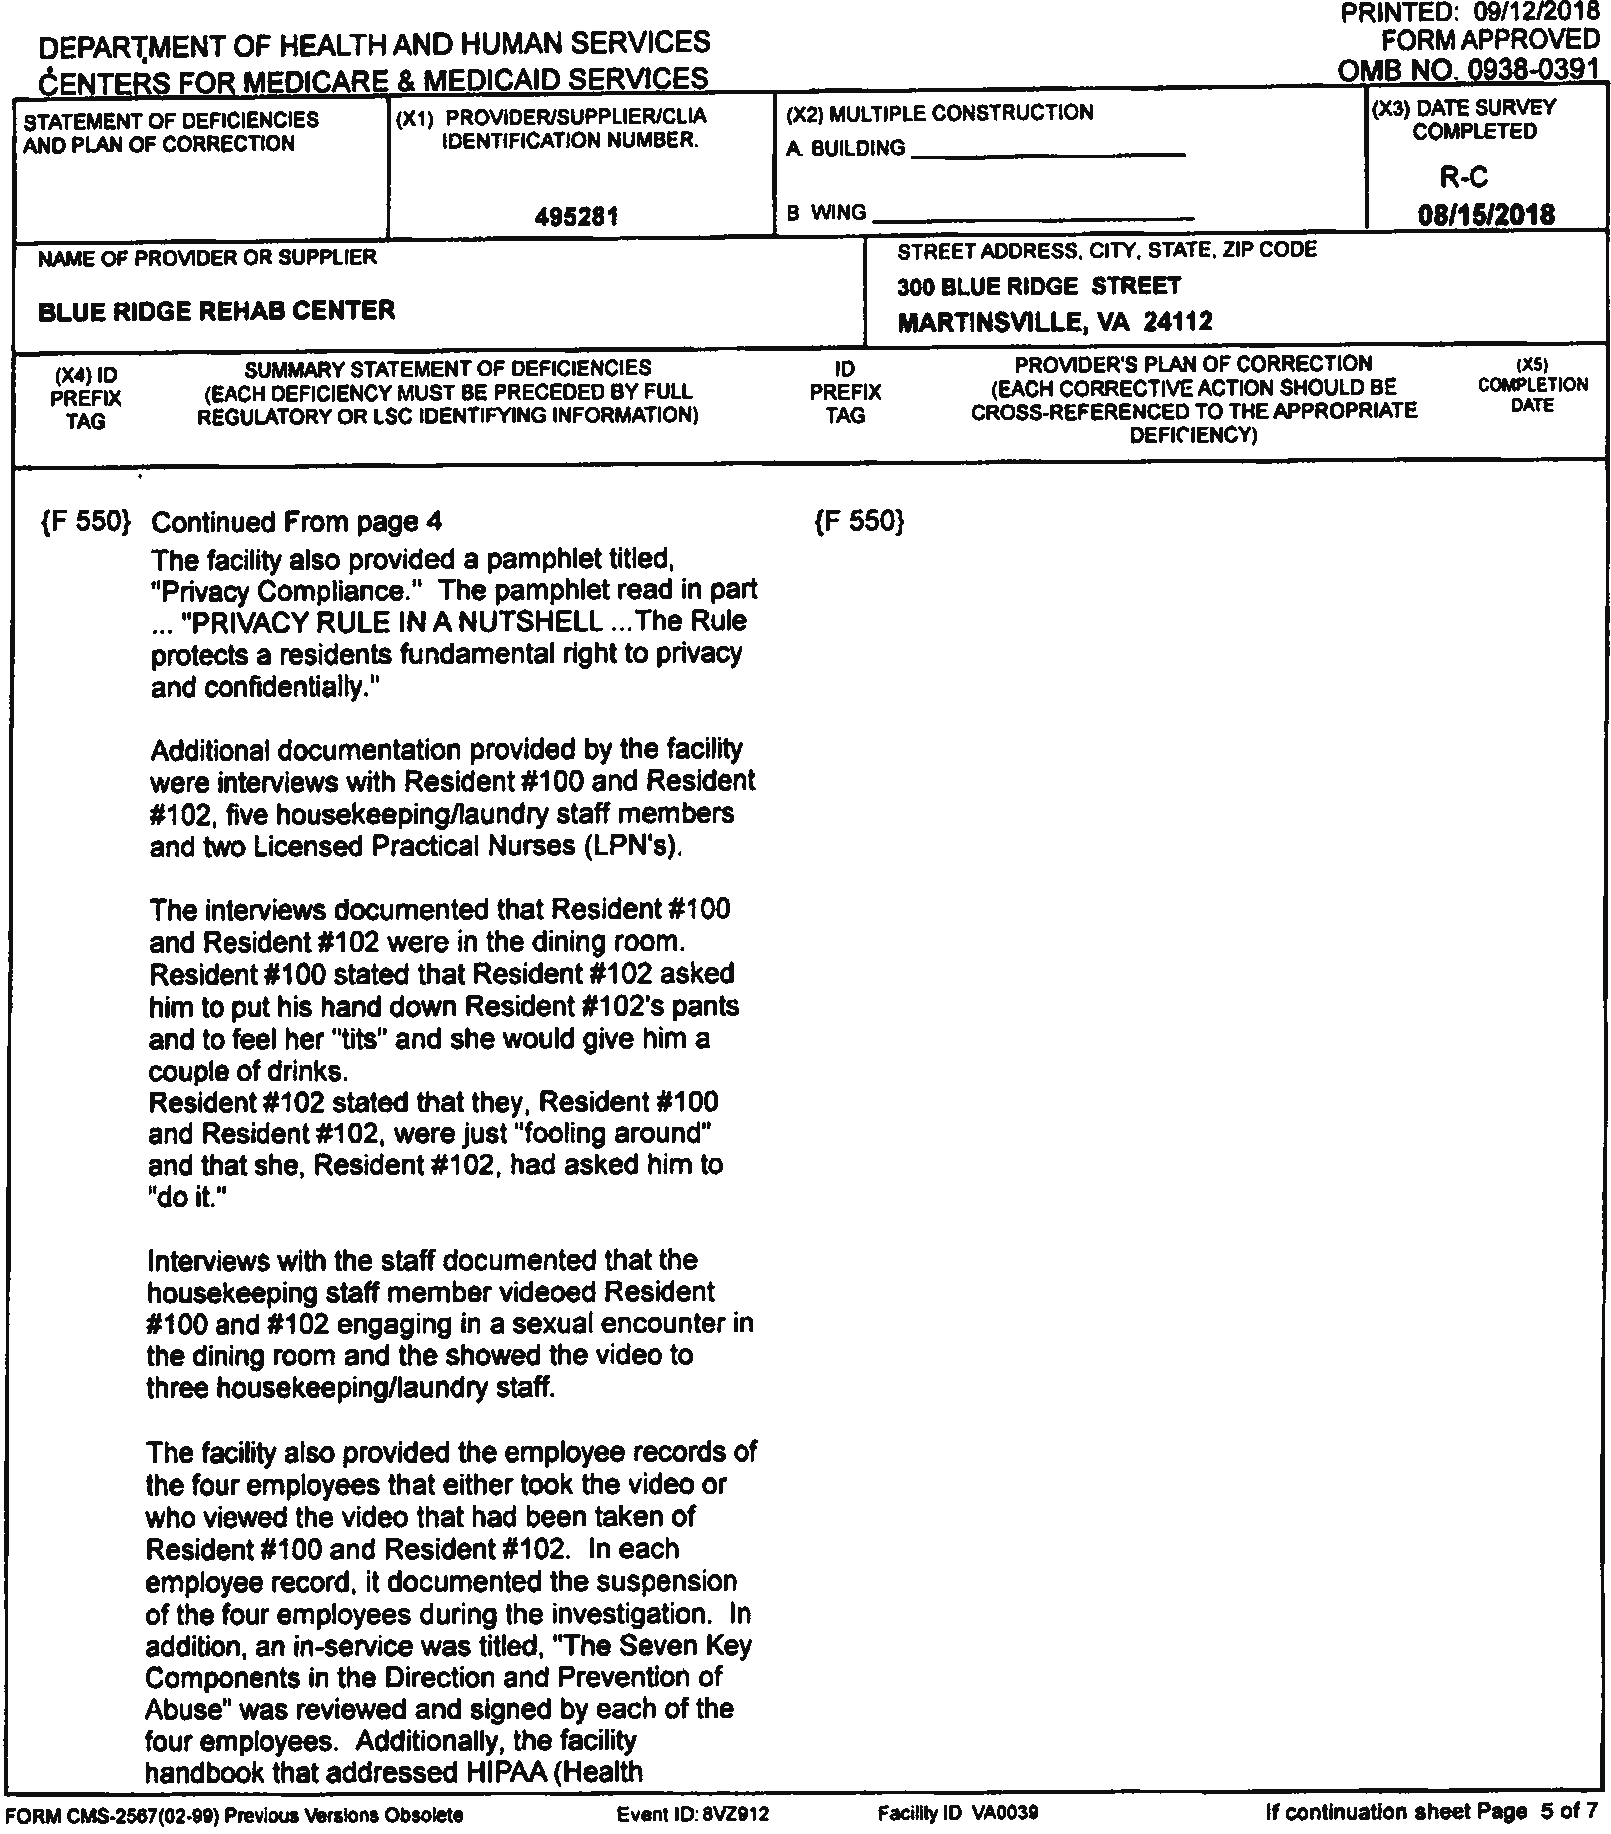 PRINTED: 09/12/2018
DEPARTMENT OF HEALTH AND HUMAN SERVICES
FORM APPROVED
CENTERS FOR MEDICARE & MEDICAID SERVICES
OMB NO. 0938-0391
STATEMENT OF DEFICIENCIES
AND PLAN OF CORRECTION
(X1) PROVIDER/SUPPLIER/CLIA
IDENTIFICATION NUMBER.
495281
(X2) MULTIPLE CONSTRUCTION
A BUILDING
B WING
(X3) DATE SURVEY
COMPLETED
R-C
08/15/2018
NAME OF PROVIDER OR SUPPLIER
BLUE RIDGE REHAB CENTER
STREET ADDRESS, CITY, STATE, ZIP CODE
300 BLUE RIDGE STREET
MARTINSVILLE, VA 24112
(X4) ID
PREFIX
TAG
SUMMARY STATEMENT OF DEFICIENCIES
(EACH DEFICIENCY MUST BE PRECEDED BY FULL
REGULATORY OR LSC IDENTIFYING INFORMATION)
ID
PREFIX
TAG
PROVIDER'S PLAN OF CORRECTION
(EACH CORRECTIVE ACTION SHOULD BE
CROSS-REFERENCED TO THE APPROPRIATE
DEFICIENCY)
(X5)
COMPLETION
DATE
{F 550} Continued From page 4
{F 550}
The facility also provided a pamphlet titled,
"Privacy Compliance." The pamphlet read in part
... "PRIVACY RULE IN A NUTSHELL ...The Rule
protects a residents fundamental right to privacy
and confidentially."
Additional documentation provided by the facility
were interviews with Resident #100 and Resident
#102, five housekeeping/laundry staff members
and two Licensed Practical Nurses (LPN's).
The interviews documented that Resident #100
and Resident #102 were in the dining room.
Resident #100 stated that Resident #102 asked
him to put his hand down Resident #102's pants
and to feel her "tits" and she would give him a
couple of drinks.
Resident #102 stated that they, Resident #100
and Resident #102, were just "fooling around"
and that she, Resident #102, had asked him to
"do it."
Interviews with the staff documented that the
housekeeping staff member videoed Resident
#100 and #102 engaging in a sexual encounter in
the dining room and the showed the video to
three housekeeping/laundry staff.
The facility also provided the employee records of
the four employees that either took the video or
who viewed the video that had been taken of
Resident #100 and Resident #102. In each
employee record, it documented the suspension
of the four employees during the investigation. In
addition, an in-service was titled, "The Seven Key
Components in the Direction and Prevention of
Abuse" was reviewed and signed by each of the
four employees. Additionally, the facility
handbook that addressed HIPAA (Health
FORM CMS-2567(02-99) Previous Versions Obsolete
Event ID: 8VZ912
Facility ID VA0039
If continuation sheet Page 5 of 7